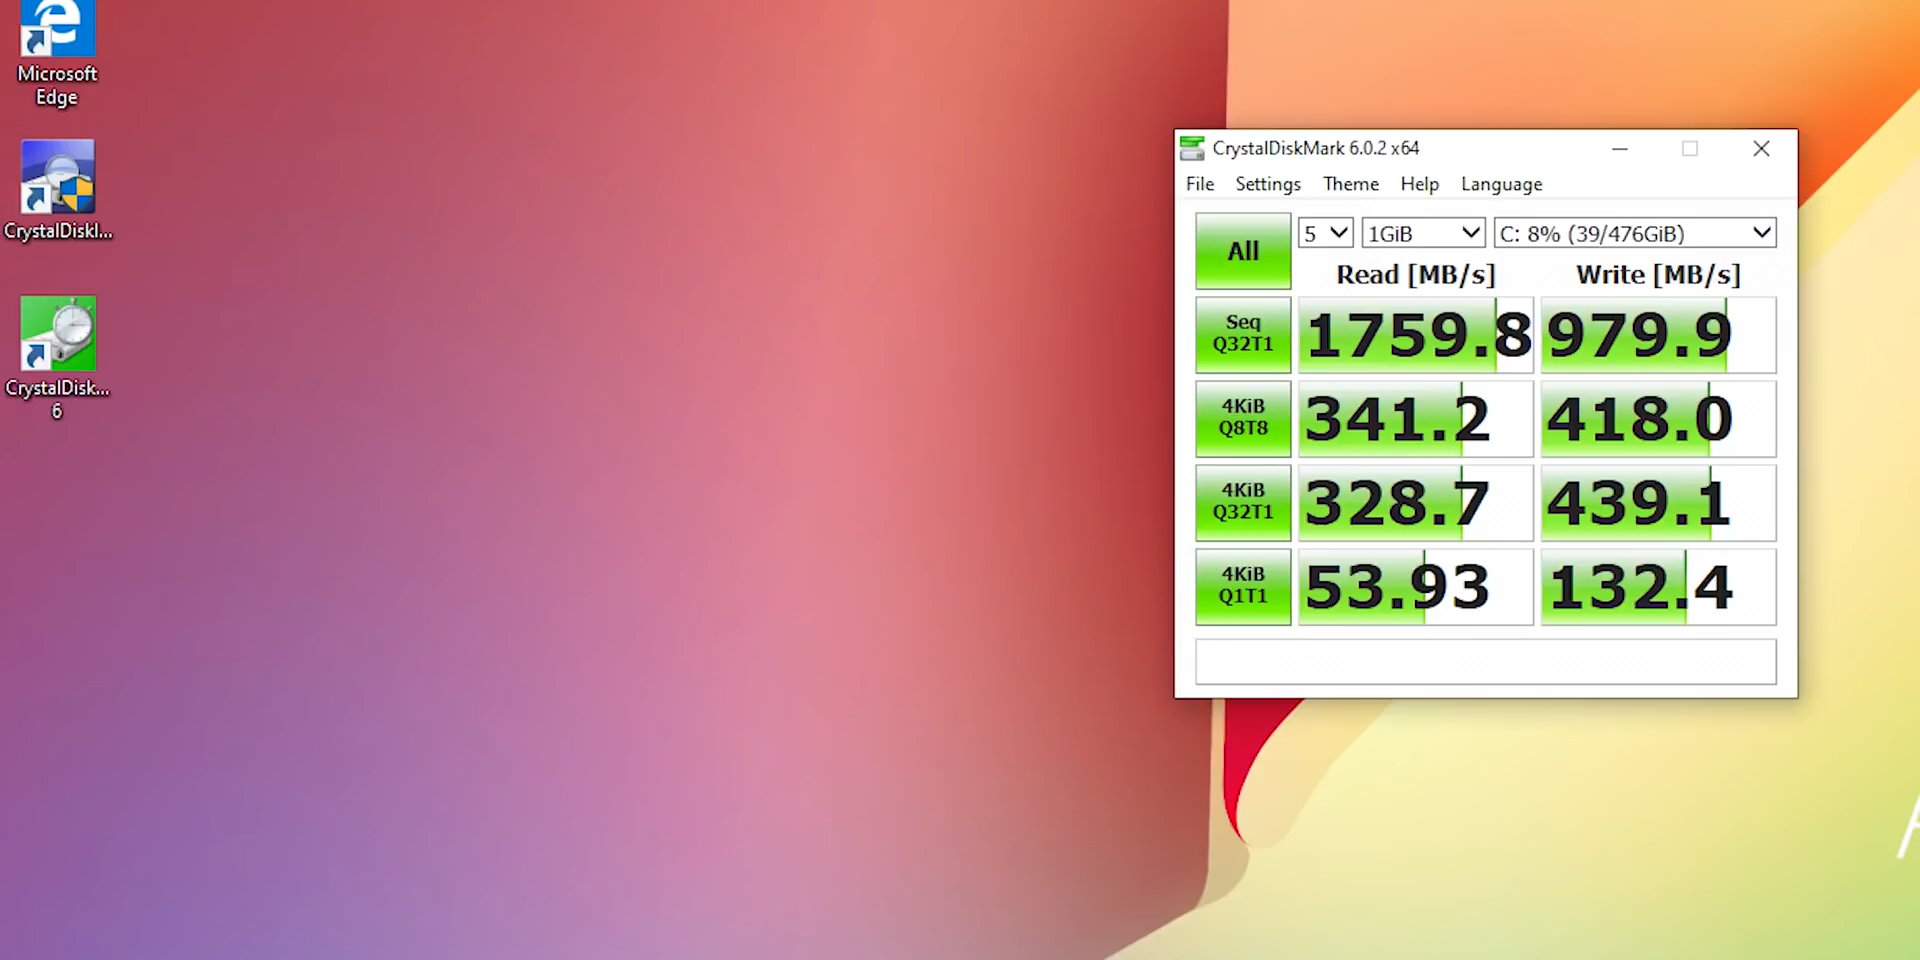 Microsoft
Edge
CrystalDiskI...
CrystalDisk...
6
CrystalDiskMark 6.0.2 x64
File Settings Theme Help Language
All 5 1GiB C: 8% (39/476GiB)
Read [MB/s] Write [MB/s]
Seq
Q32T1 1759.8 979.9
4KiB
Q8T8 341.2 418.0
4KiB
Q32T1 328.7 439.1
4KiB
Q1T1 53.93 132.4